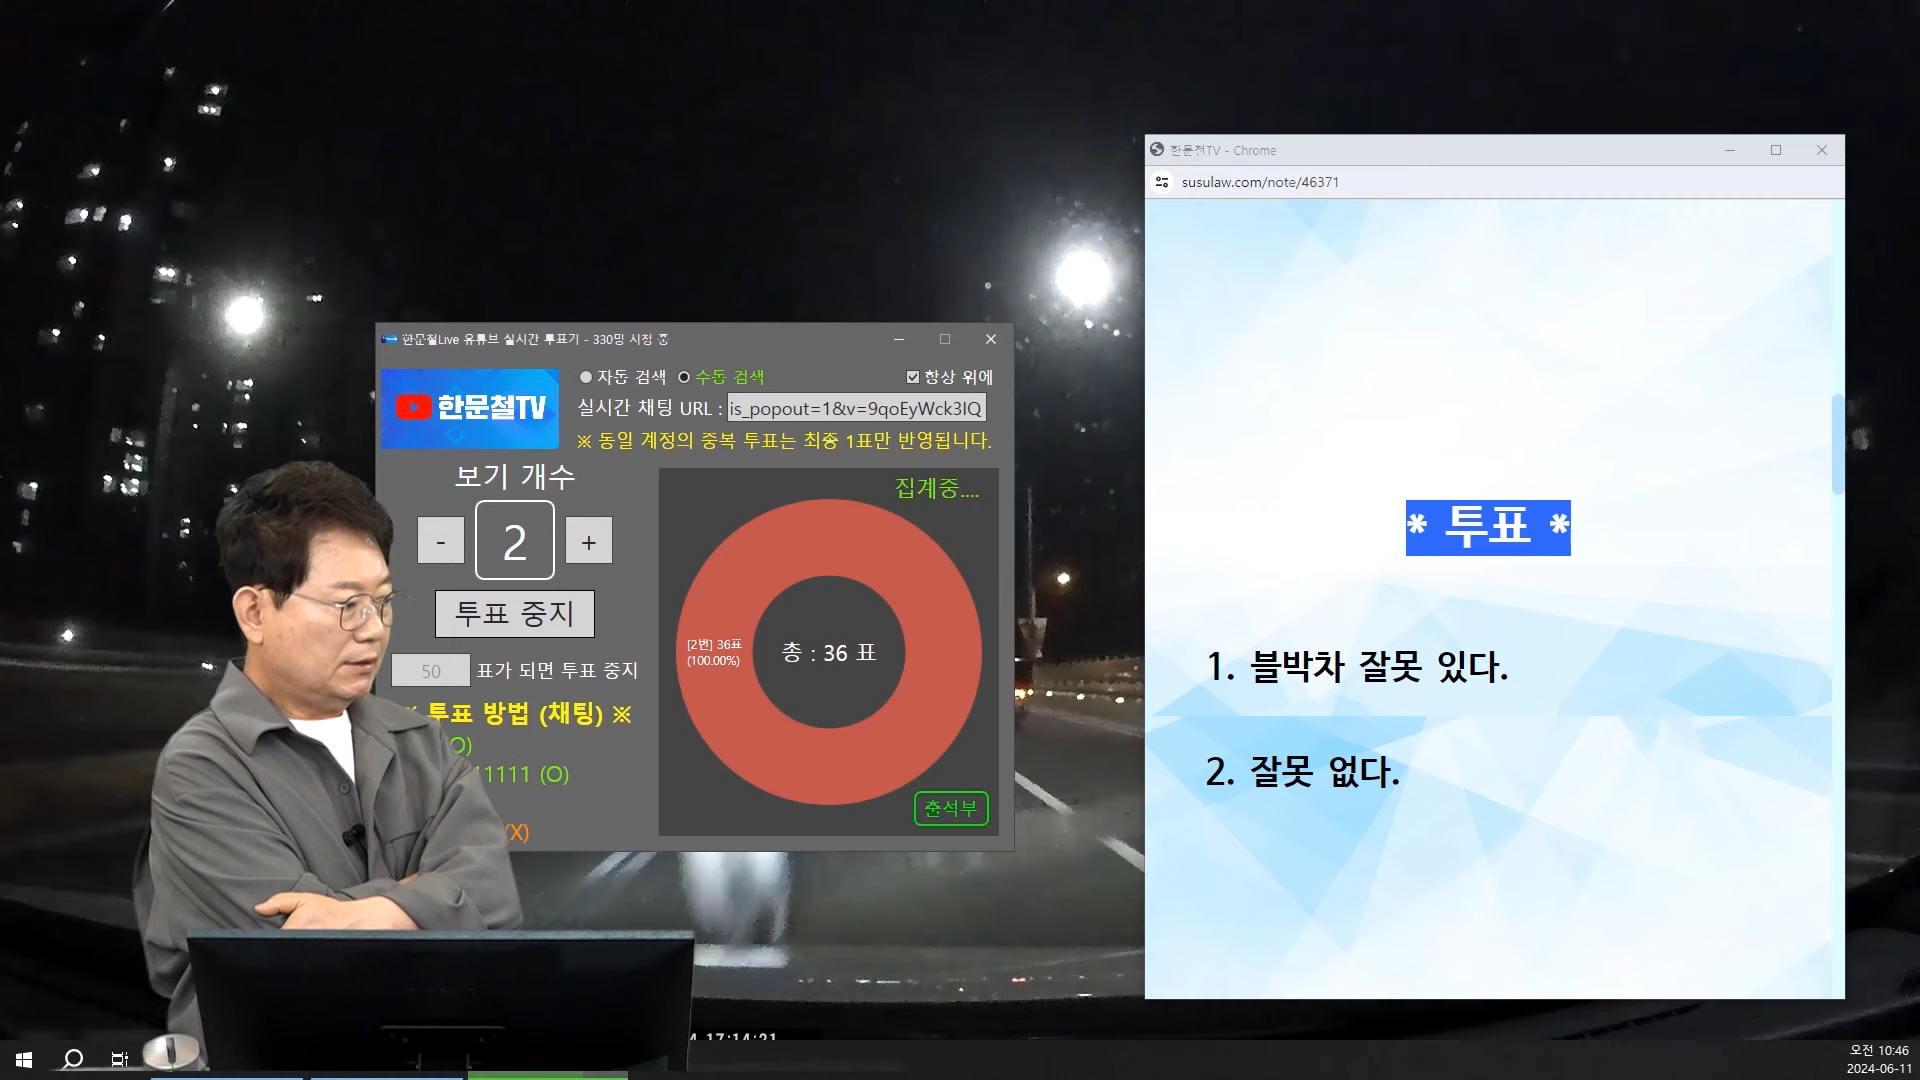 한문철Live 유튜브 실시간 투표기 - 330명 시청 중
한문철TV
자동 검색
수동 검색
항상 위에
실시간 채팅 URL :
is_popout=1&v=9qoEyWck3IQ
※ 동일 계정의 중복 투표는 최종 1표만 반영됩니다.
보기 개수
- 2 +
투표 중지
50 표가 되면 투표 중지
투표 방법 (채팅) ※
(O)
11111 (O)
(X)
집계중....
[2번] 36표
(100.00%)
총 : 36 표
출석부
한문철TV - Chrome
susulaw.com/note/46371
* 투표 *
1. 블박차 잘못 있다.
2. 잘못 없다.
17:14:21
오전 10:46
2024-06-11